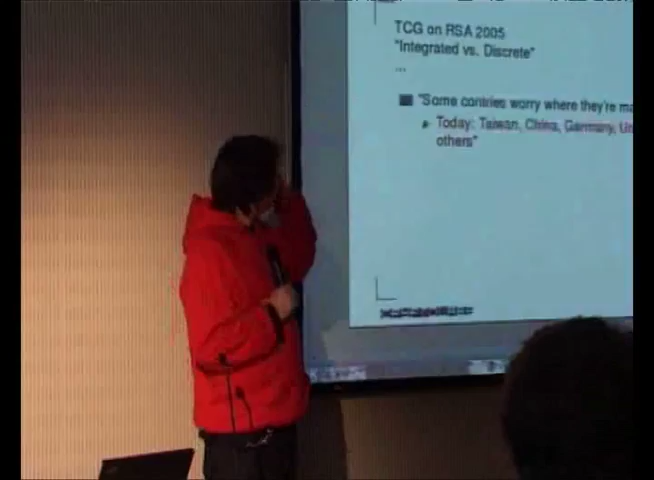 TCG on RSA 2005
"Integrated vs. Discrete"
...
"Some contries worry where they're ma
Today: Taiwan, China, Germany, Un
others"